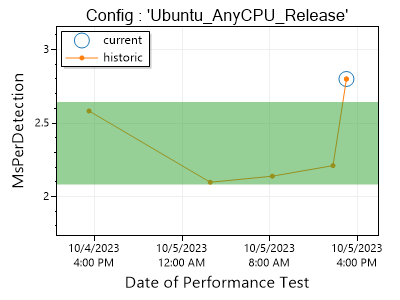 Config : 'Ubuntu_AnyCPU_Release'
current
historic
MsPerDetection
3
2.5
2
10/4/2023 10/5/2023 10/5/2023 10/5/2023
4:00 PM 12:00 AM 8:00 AM 4:00 PM
Date of Performance Test